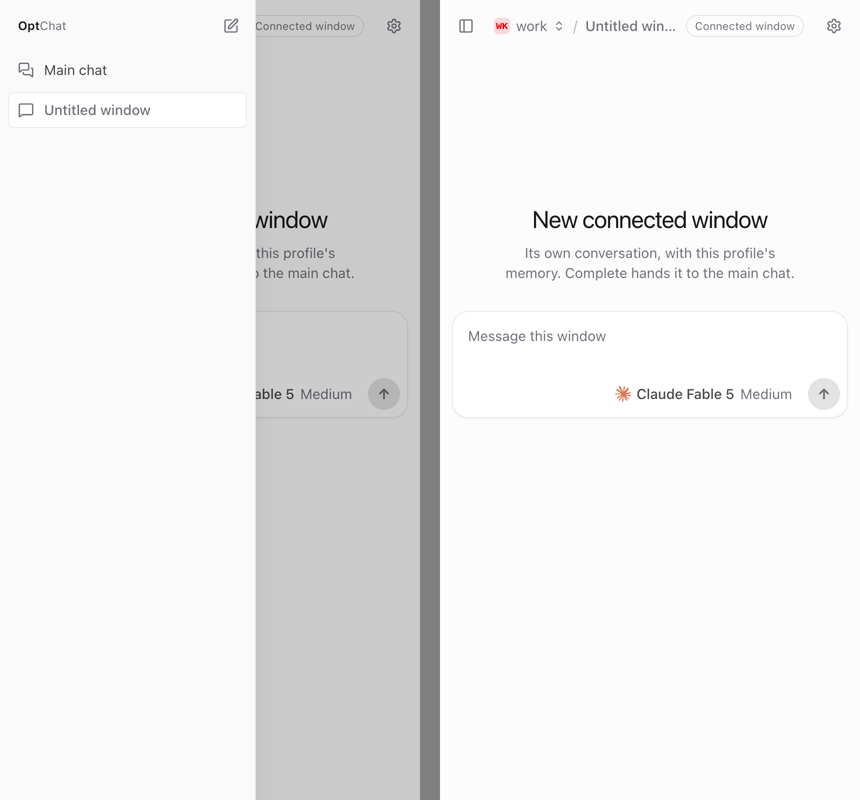 OptChat
Main chat
Untitled window
Connected window
window
this profile's
o the main chat.
able 5 Medium
WK work / Untitled win... Connected window
New connected window
Its own conversation, with this profile's
memory. Complete hands it to the main chat.
Message this window
Claude Fable 5 Medium